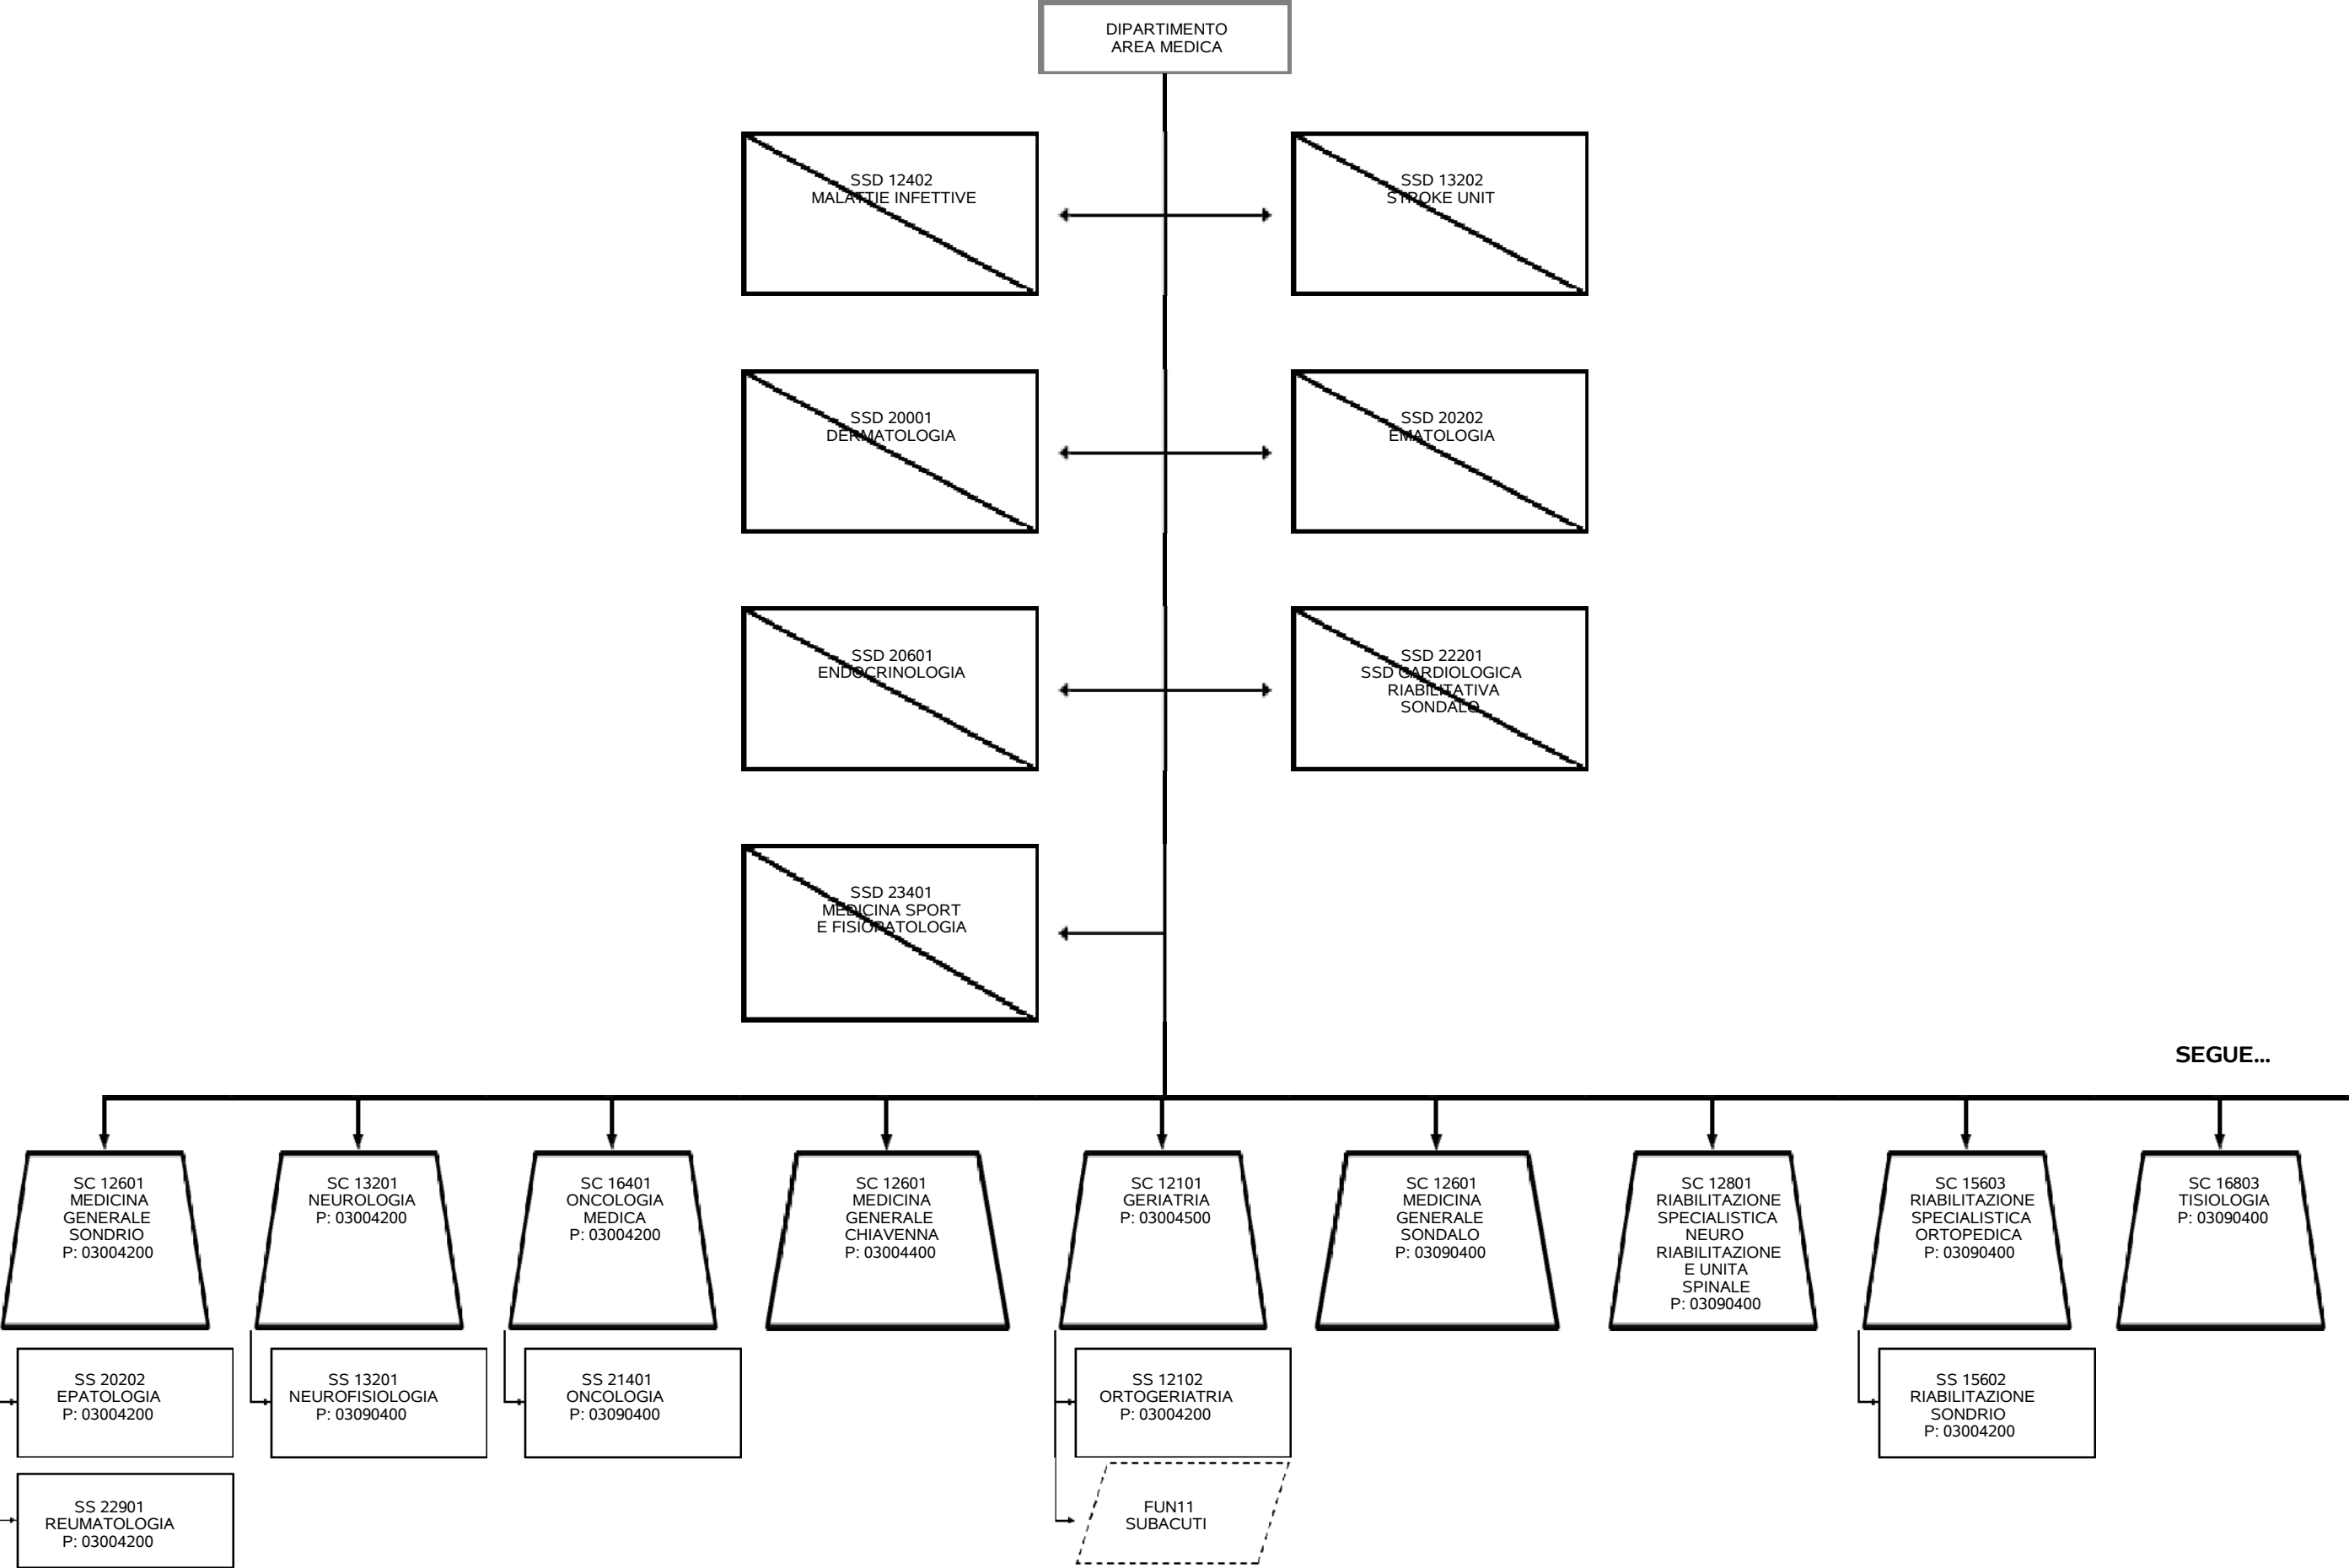 DIPARTIMENTO
AREA MEDICA
SSD 12402
MALATTIE INFETTIVE
SSD 13202
STROKE UNIT
SSD 20001
DERMATOLOGIA
SSD 20202
EMATOLOGIA
SSD 20601
ENDOCRINOLOGIA
SSD 22201
SSD CARDIOLOGICA
RIABILITATIVA
SONDALO
SSD 23401
MEDICINA SPORT
E FISIOPATOLOGIA
SEGUE...
SC 12601
MEDICINA
GENERALE
SONDRIO
P: 03004200
SC 13201
NEUROLOGIA
P: 03004200
SC 16401
ONCOLOGIA
MEDICA
P: 03004200
SC 12601
MEDICINA
GENERALE
CHIAVENNA
P: 03004400
SC 12101
GERIATRIA
P: 03004500
SC 12601
MEDICINA
GENERALE
SONDALO
P: 03090400
SC 12801
RIABILITAZIONE
SPECIALISTICA
NEURO
RIABILITAZIONE
E UNITA
SPINALE
P: 03090400
SC 15603
RIABILITAZIONE
SPECIALISTICA
ORTOPEDICA
P: 03090400
SC 16803
TISIOLOGIA
P: 03090400
SS 20202
EPATOLOGIA
P: 03004200
SS 13201
NEUROFISIOLOGIA
P: 03090400
SS 21401
ONCOLOGIA
P: 03090400
SS 12102
ORTOGERIATRIA
P: 03004200
SS 15602
RIABILITAZIONE
SONDRIO
P: 03004200
SS 22901
REUMATOLOGIA
P: 03004200
FUN11
SUBACUTI